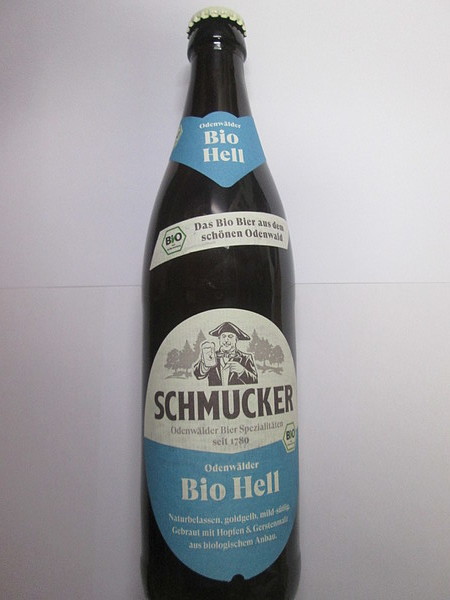 Odenwälder
Bio
Hell
BIO
Das Bio Bier aus dem
schönen Odenwald
SCHMUCKER
Odenwälder Bier Spezialitäten
seit 1780
BIO
Odenwälder
Bio Hell
Naturbelassen, goldgelb, mild-süffig.
Gebraut mit Hopfen & Gerstenmalz
aus biologischem Anbau.